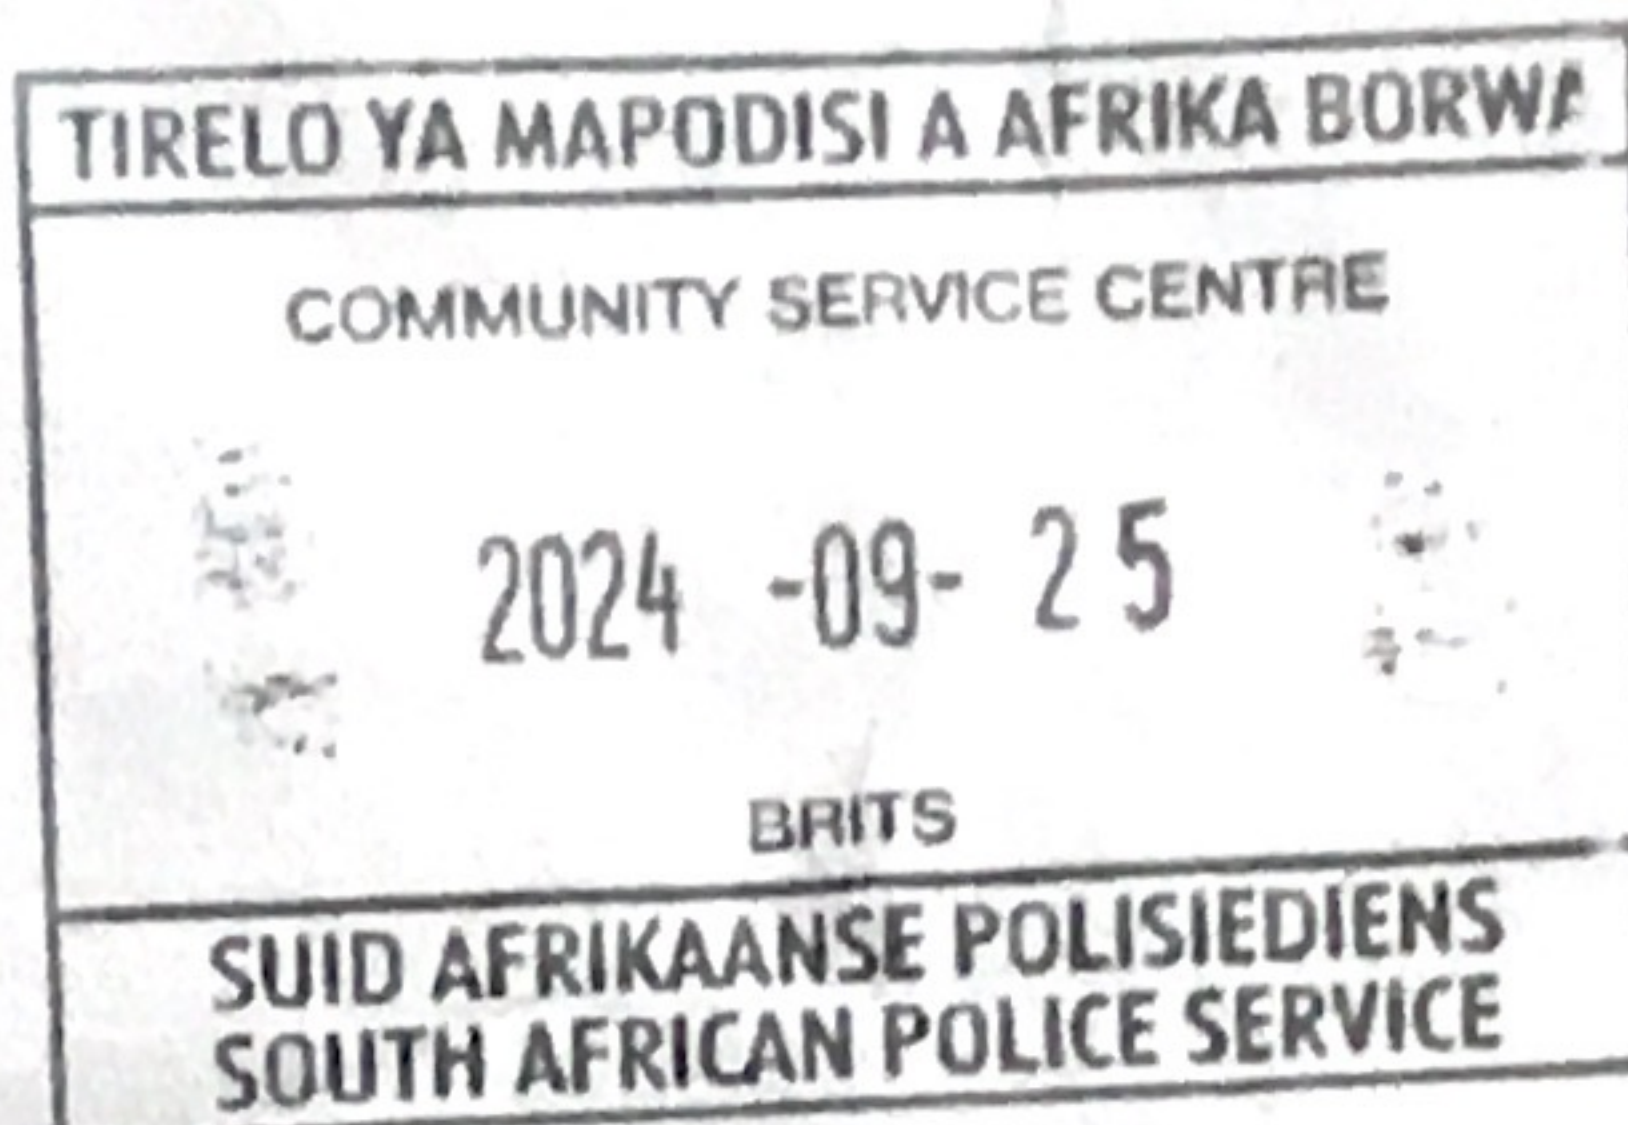 TIRELO YA MAPODISI A AFRIKA BORWA
COMMUNITY SERVICE CENTRE
2024 -09- 25
BRITS
SUID AFRIKAANSE POLISIEDIENS
SOUTH AFRICAN POLICE SERVICE